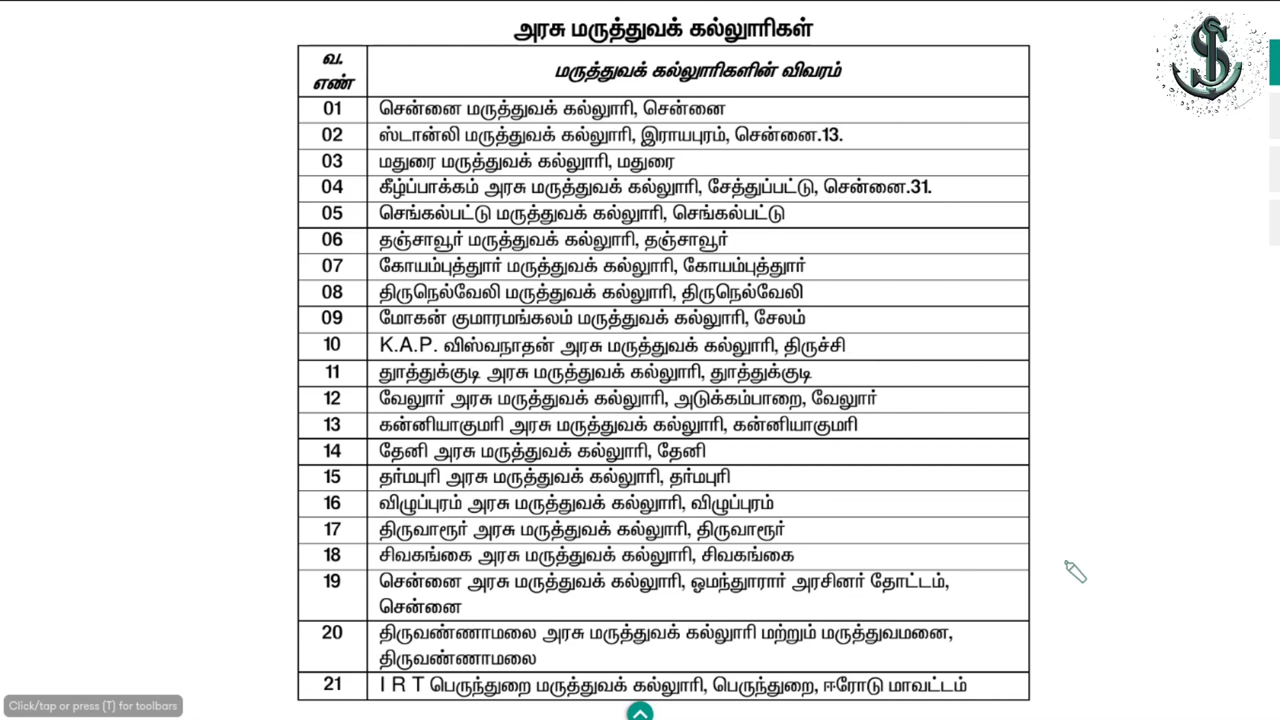 அரசு மருத்துவக் கல்லூரிகள்
வ. எண்	மருத்துவக் கல்லூரிகளின் விவரம்
01	சென்னை மருத்துவக் கல்லூரி, சென்னை
02	ஸ்டான்லி மருத்துவக் கல்லூரி, இராயபுரம், சென்னை.13.
03	மதுரை மருத்துவக் கல்லூரி, மதுரை
04	கீழ்ப்பாக்கம் அரசு மருத்துவக் கல்லூரி, சேத்துப்பட்டு, சென்னை.31.
05	செங்கல்பட்டு மருத்துவக் கல்லூரி, செங்கல்பட்டு
06	தஞ்சாவூர் மருத்துவக் கல்லூரி, தஞ்சாவூர்
07	கோயம்புத்தூர் மருத்துவக் கல்லூரி, கோயம்புத்தூர்
08	திருநெல்வேலி மருத்துவக் கல்லூரி, திருநெல்வேலி
09	மோகன் குமாரமங்கலம் மருத்துவக் கல்லூரி, சேலம்
10	K.A.P. விஸ்வநாதன் அரசு மருத்துவக் கல்லூரி, திருச்சி
11	தூத்துக்குடி அரசு மருத்துவக் கல்லூரி, தூத்துக்குடி
12	வேலூர் அரசு மருத்துவக் கல்லூரி, அடுக்கம்பாறை, வேலூர்
13	கன்னியாகுமரி அரசு மருத்துவக் கல்லூரி, கன்னியாகுமரி
14	தேனி அரசு மருத்துவக் கல்லூரி, தேனி
15	தர்மபுரி அரசு மருத்துவக் கல்லூரி, தர்மபுரி
16	விழுப்புரம் அரசு மருத்துவக் கல்லூரி, விழுப்புரம்
17	திருவாரூர் அரசு மருத்துவக் கல்லூரி, திருவாரூர்
18	சிவகங்கை அரசு மருத்துவக் கல்லூரி, சிவகங்கை
19	சென்னை அரசு மருத்துவக் கல்லூரி, ஓமந்தூரார் அரசினர் தோட்டம்,
சென்னை
20	திருவண்ணாமலை அரசு மருத்துவக் கல்லூரி மற்றும் மருத்துவமனை,
திருவண்ணாமலை
21	I R T பெருந்துறை மருத்துவக் கல்லூரி, பெருந்துறை, ஈரோடு மாவட்டம்
Click/tap or press (T) for toolbars